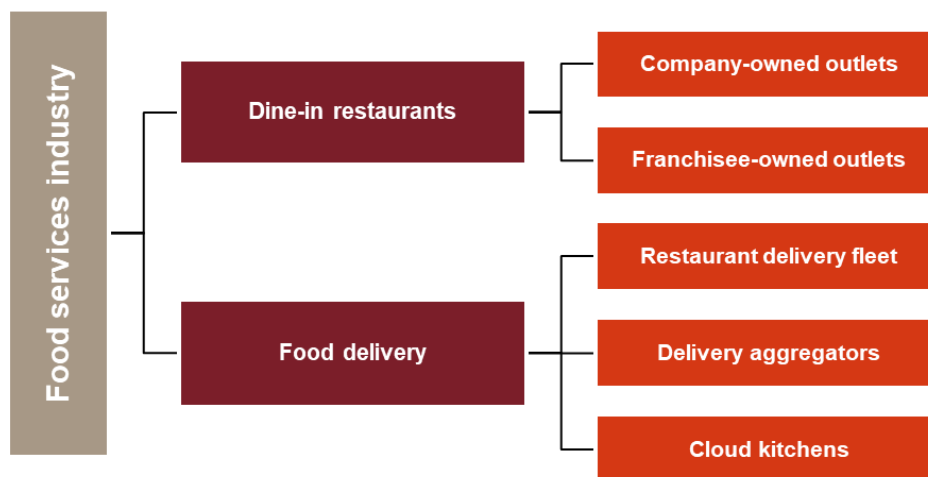 Food services industry
Dine-in restaurants
Company-owned outlets
Franchisee-owned outlets
Food delivery
Restaurant delivery fleet
Delivery aggregators
Cloud kitchens